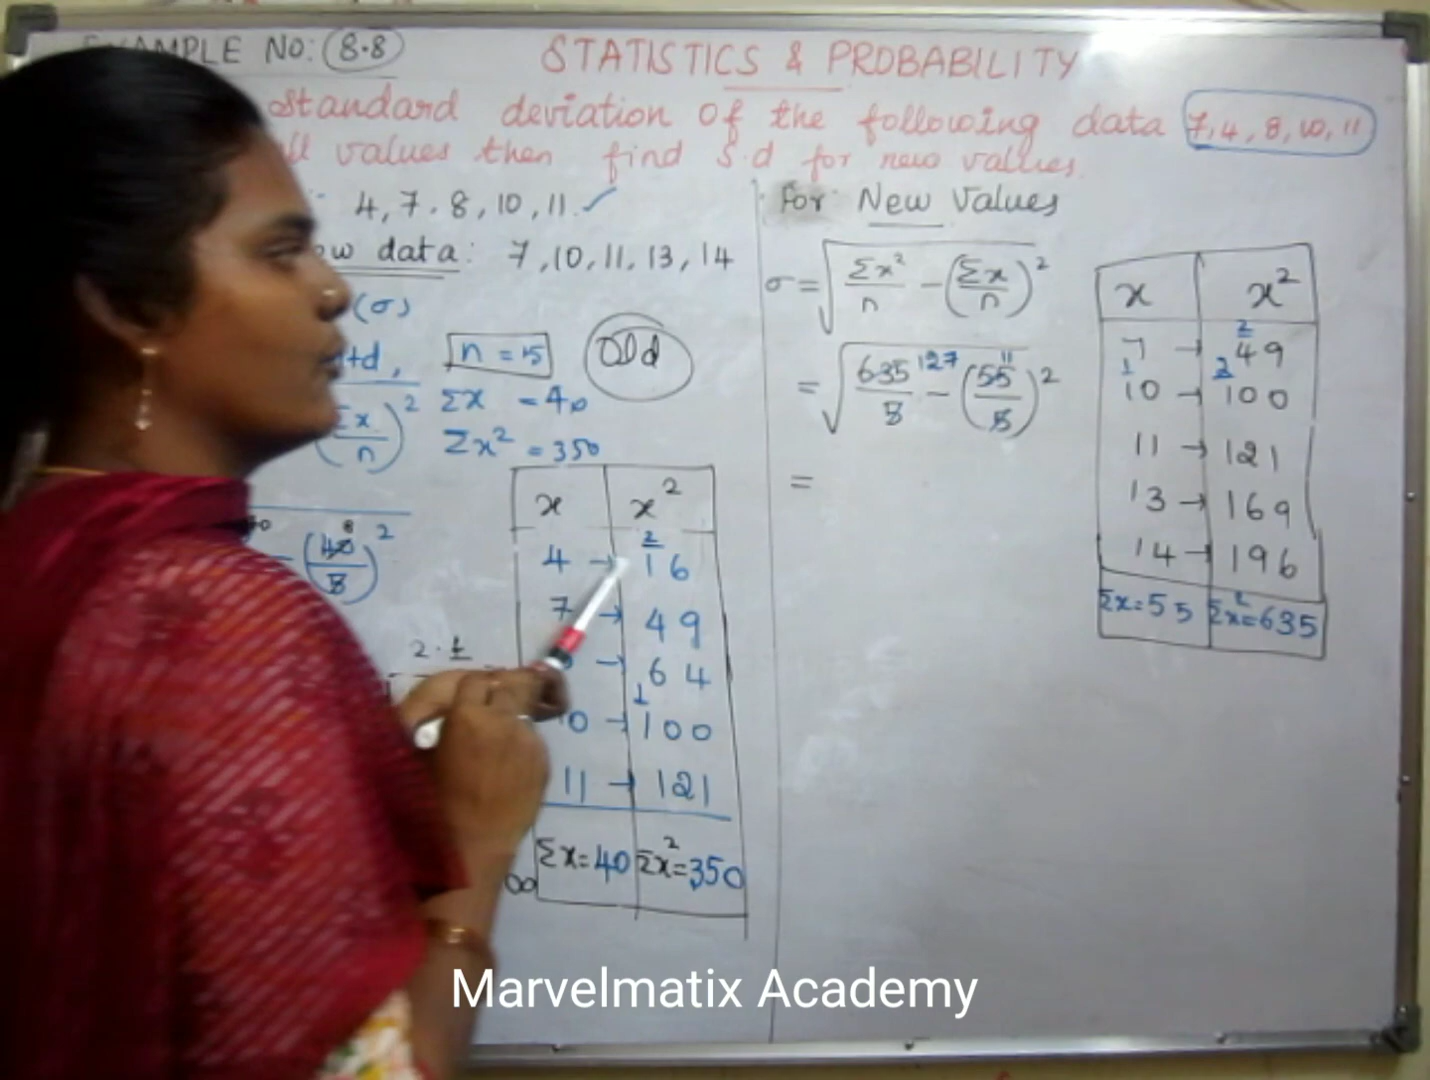 EXAMPLE NO: 8.8
STATISTICS & PROBABILITY
Standard deviation of the following data 7, 4, 8, 10, 11
values then find S.d for new values.
4, 7, 8, 10, 11 ✓
data: 7, 10, 11, 13, 14
(σ)
n = 5
Old
Σx = 40
Σx² = 350
(Σx/n)²
(40/5)² 8
2.1
x x²
4 → 16
7 → 49
→ 64
10 → 100
11 → 121
Σx=40 Σx²=350
For New Values
σ = √(Σx²/n - (Σx/n)²)
= √(635/5 127 - (55/5 11)²)
=
x x²
7 → 49
10 → 100
11 → 121
13 → 169
14 → 196
Σx=55 Σx²=635
Marvelmatix Academy